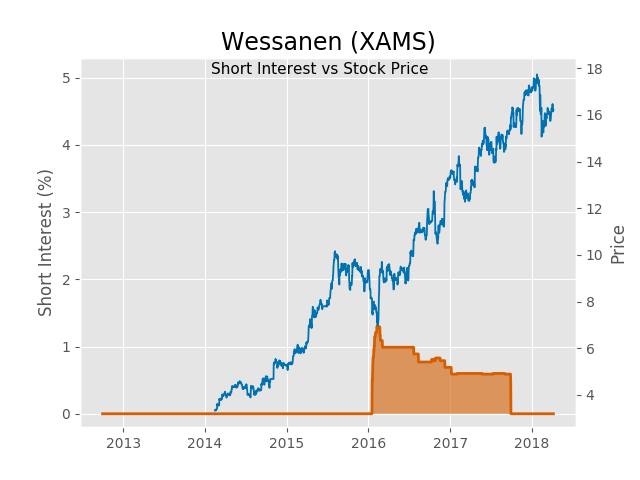 Wessanen (XAMS)
Short Interest vs Stock Price
Short Interest (%)
5
4
3
2
1
0
18
16
14
12
10
8
6
4
Price
2013 2014 2015 2016 2017 2018